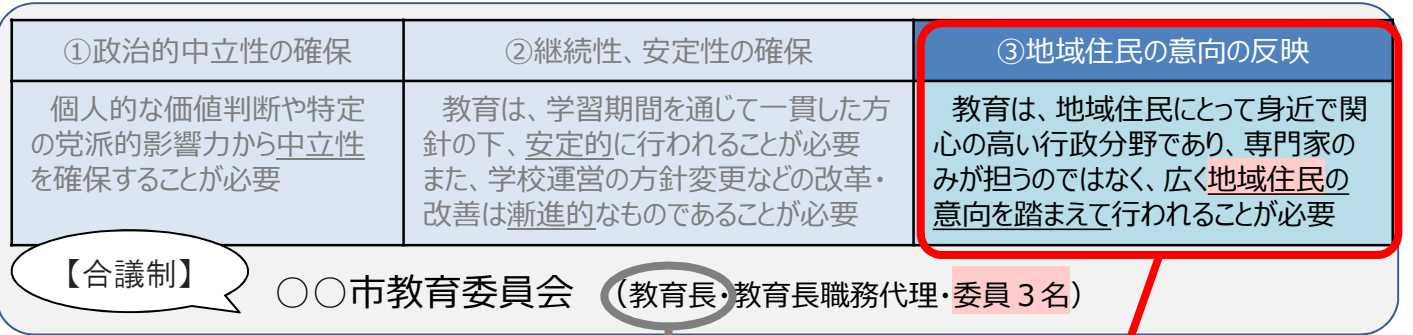 ①政治的中立性の確保
個人的な価値判断や特定
の党派的影響力から中立性
を確保することが必要
②継続性、安定性の確保
教育は、学習期間を通じて一貫した方
針の下、安定的に行われることが必要
また、学校運営の方針変更などの改革・
改善は漸進的なものであることが必要
③地域住民の意向の反映
教育は、地域住民にとって身近で関
心の高い行政分野であり、専門家の
みが担うのではなく、広く地域住民の
意向を踏まえて行われることが必要
【合議制】
○○市教育委員会 (教育長・教育長職務代理・委員3名)